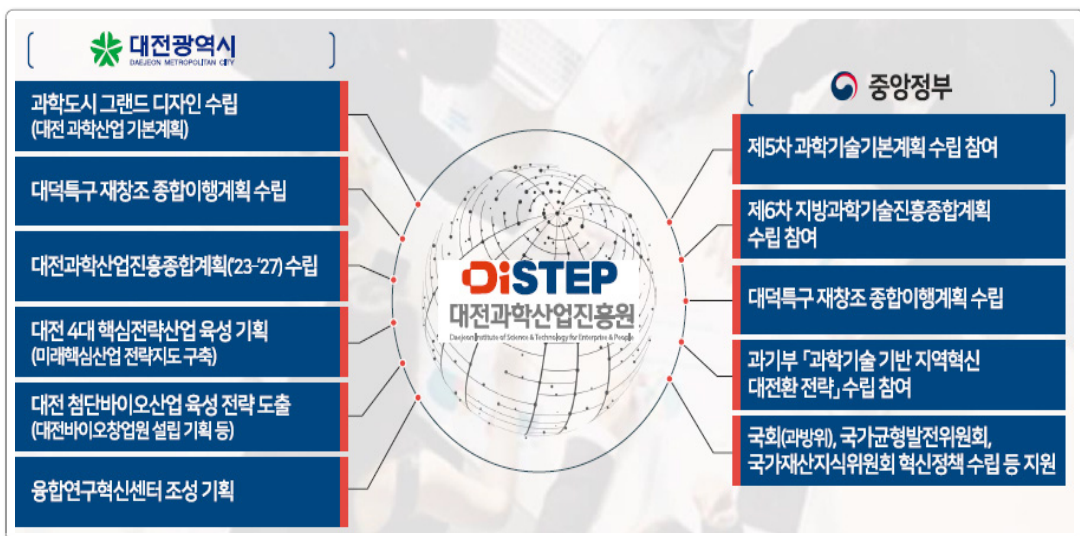 대전광역시
DAEJEON METROPOLITAN CITY
과학도시 그랜드 디자인 수립
(대전 과학산업 기본계획)
대덕특구 재창조 종합이행계획 수립
대전과학산업진흥종합계획('23-'27) 수립
대전 4대 핵심전략산업 육성 기획
(미래핵심산업 전략지도 구축)
대전 첨단바이오산업 육성 전략 도출
(대전바이오창업원 설립 기획 등)
융합연구혁신센터 조성 기획
DiSTEP
대전과학산업진흥원
Daejeon Institute of Science & Technology for Enterprise & People
중앙정부
제5차 과학기술기본계획 수립 참여
제6차 지방과학기술진흥종합계획
수립 참여
대덕특구 재창조 종합이행계획 수립
과기부 「과학기술 기반 지역혁신
대전환 전략」 수립 참여
국회(과방위), 국가균형발전위원회,
국가재산지식위원회 혁신정책 수립 등 지원